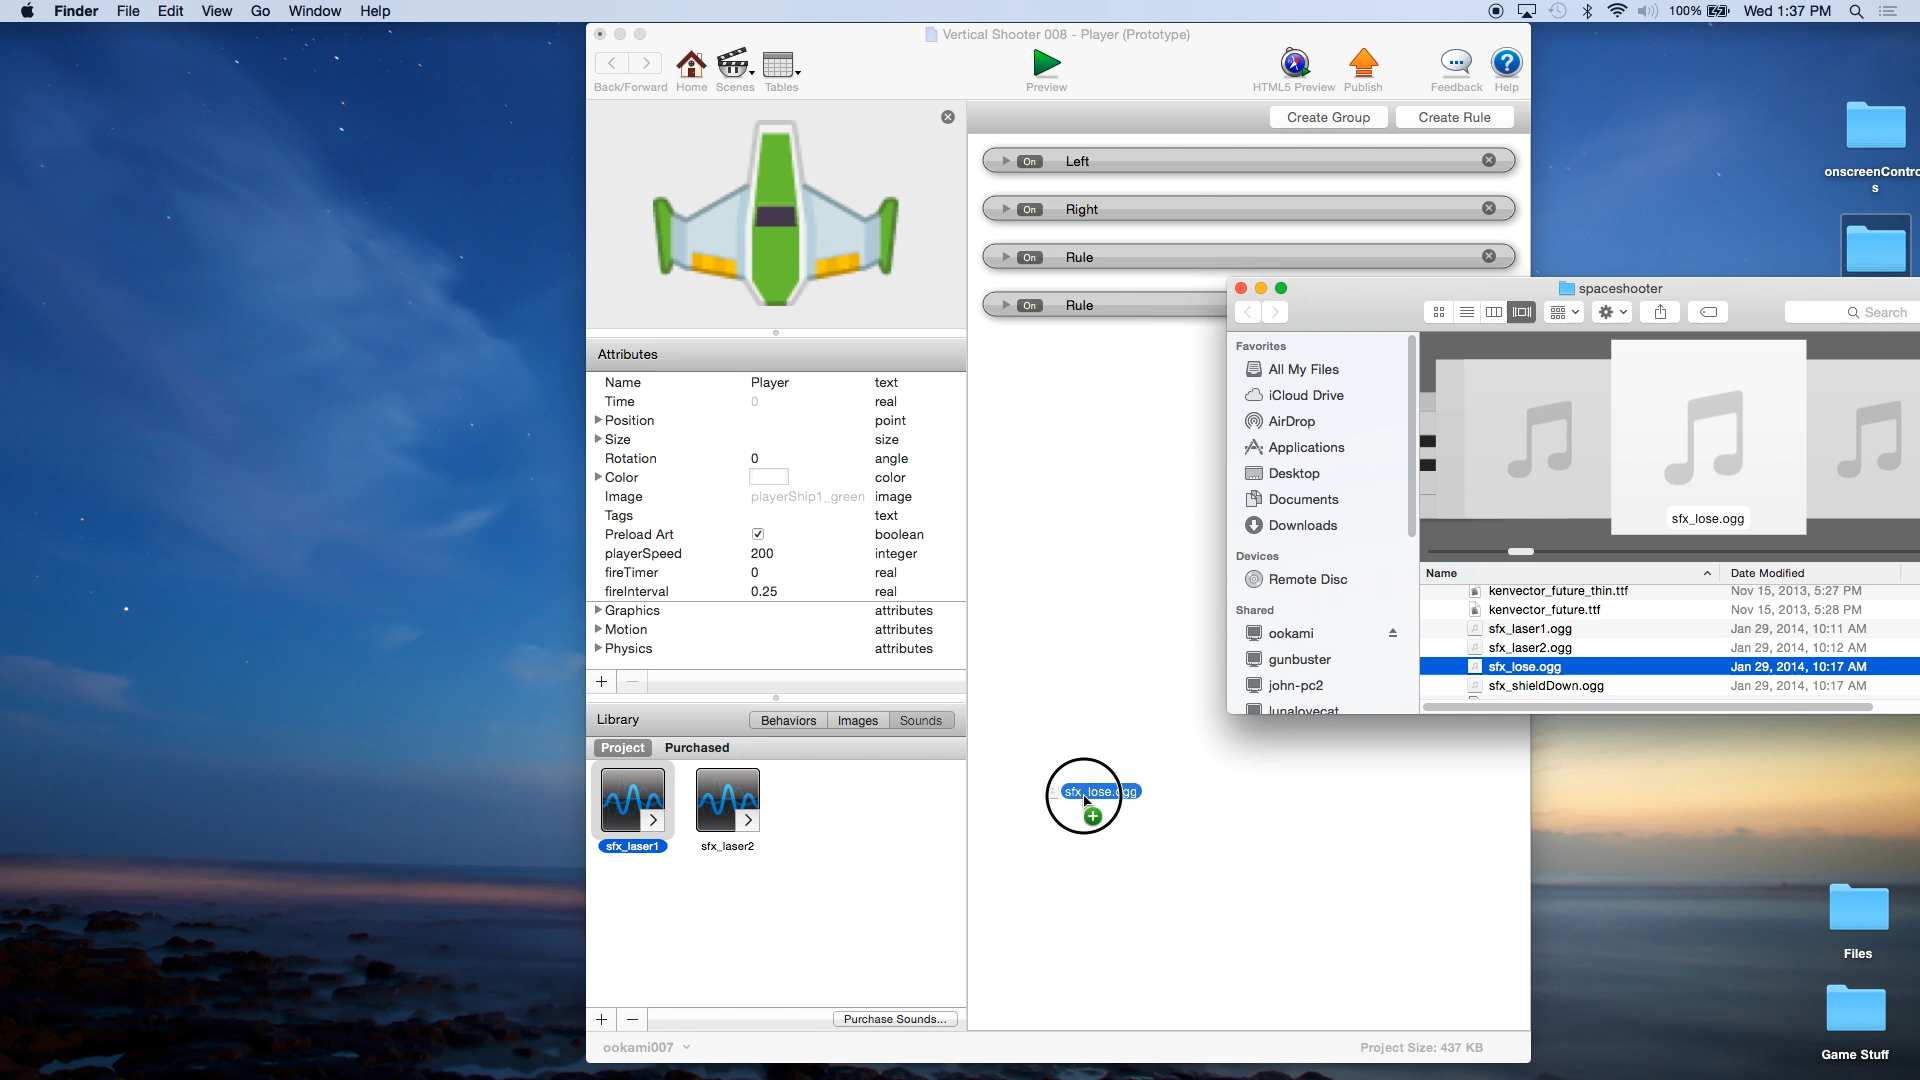 Finder File Edit View Go Window Help 100% Wed 1:37 PM
Vertical Shooter 008 - Player (Prototype)
Back/Forward Home Scenes Tables Preview HTML5 Preview Publish Feedback Help
Create Group Create Rule
On Left
On Right
On Rule
On Rule
Attributes
Name Player text
Time 0 real
Position point
Size size
Rotation 0 angle
Color color
Image playerShip1_green image
Tags text
Preload Art boolean
playerSpeed 200 integer
fireTimer 0 real
fireInterval 0.25 real
Graphics attributes
Motion attributes
Physics attributes
Library Behaviors Images Sounds
Project Purchased
sfx_laser1 sfx_laser2
Purchase Sounds...
ookami007 Project Size: 437 KB
sfx_lose.ogg
spaceshooter
Search
Favorites
All My Files
iCloud Drive
AirDrop
Applications
Desktop
Documents
Downloads
Devices
Remote Disc
Shared
ookami
gunbuster
john-pc2
lunalovecat
sfx_lose.ogg
Name Date Modified
kenvector_future_thin.ttf Nov 15, 2013, 5:27 PM
kenvector_future.ttf Nov 15, 2013, 5:28 PM
sfx_laser1.ogg Jan 29, 2014, 10:11 AM
sfx_laser2.ogg Jan 29, 2014, 10:12 AM
sfx_lose.ogg Jan 29, 2014, 10:17 AM
sfx_shieldDown.ogg Jan 29, 2014, 10:17 AM
onscreenContro
s
Files
Game Stuff